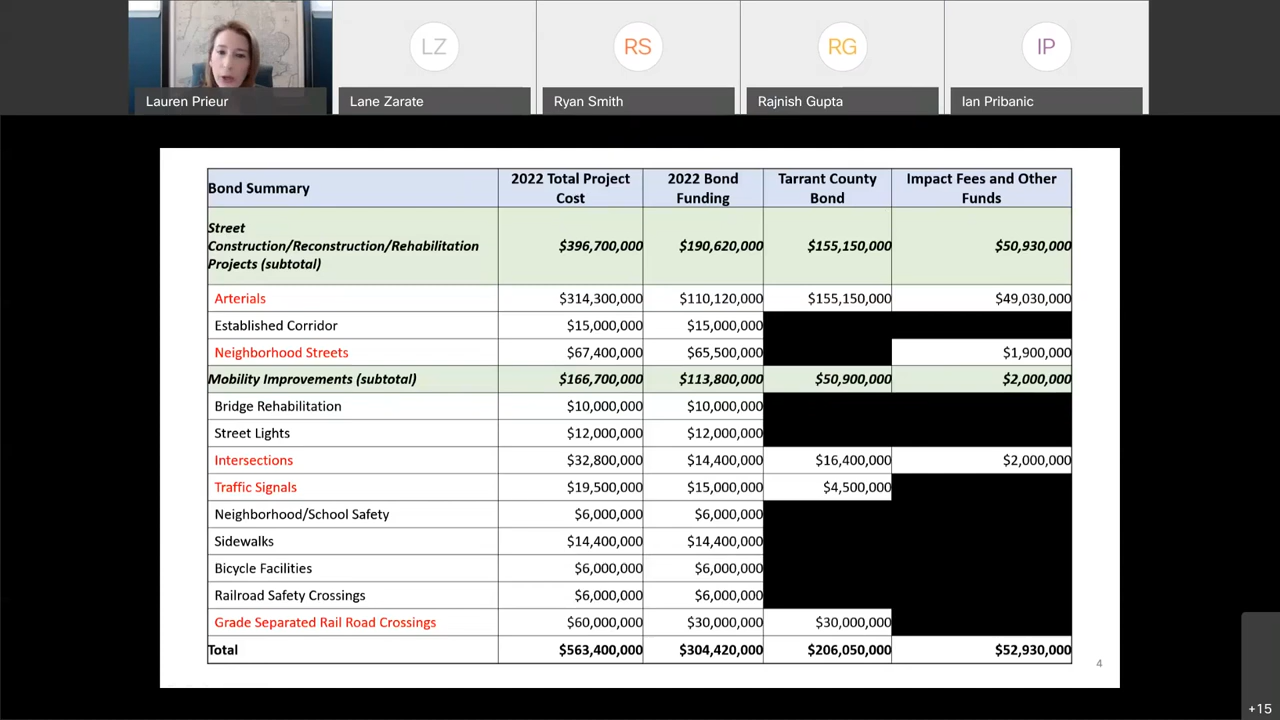 LZ
RS
RG
IP
Lauren Prieur
Lane Zarate
Ryan Smith
Rajnish Gupta
Ian Pribanic
Bond Summary
2022 Total Project
Cost
2022 Bond
Funding
Tarrant County
Bond
Impact Fees and Other
Funds
Street
Construction/Reconstruction/Rehabilitation
Projects (subtotal)
$396,700,000 $190,620,000 $155,150,000 $50,930,000
Arterials $314,300,000 $110,120,000 $155,150,000 $49,030,000
Established Corridor $15,000,000 $15,000,000
Neighborhood Streets $67,400,000 $65,500,000 $1,900,000
Mobility Improvements (subtotal) $166,700,000 $113,800,000 $50,900,000 $2,000,000
Bridge Rehabilitation $10,000,000 $10,000,000
Street Lights $12,000,000 $12,000,000
Intersections $32,800,000 $14,400,000 $16,400,000 $2,000,000
Traffic Signals $19,500,000 $15,000,000 $4,500,000
Neighborhood/School Safety $6,000,000 $6,000,000
Sidewalks $14,400,000 $14,400,000
Bicycle Facilities $6,000,000 $6,000,000
Railroad Safety Crossings $6,000,000 $6,000,000
Grade Separated Rail Road Crossings $60,000,000 $30,000,000 $30,000,000
Total $563,400,000 $304,420,000 $206,050,000 $52,930,000
4
+15